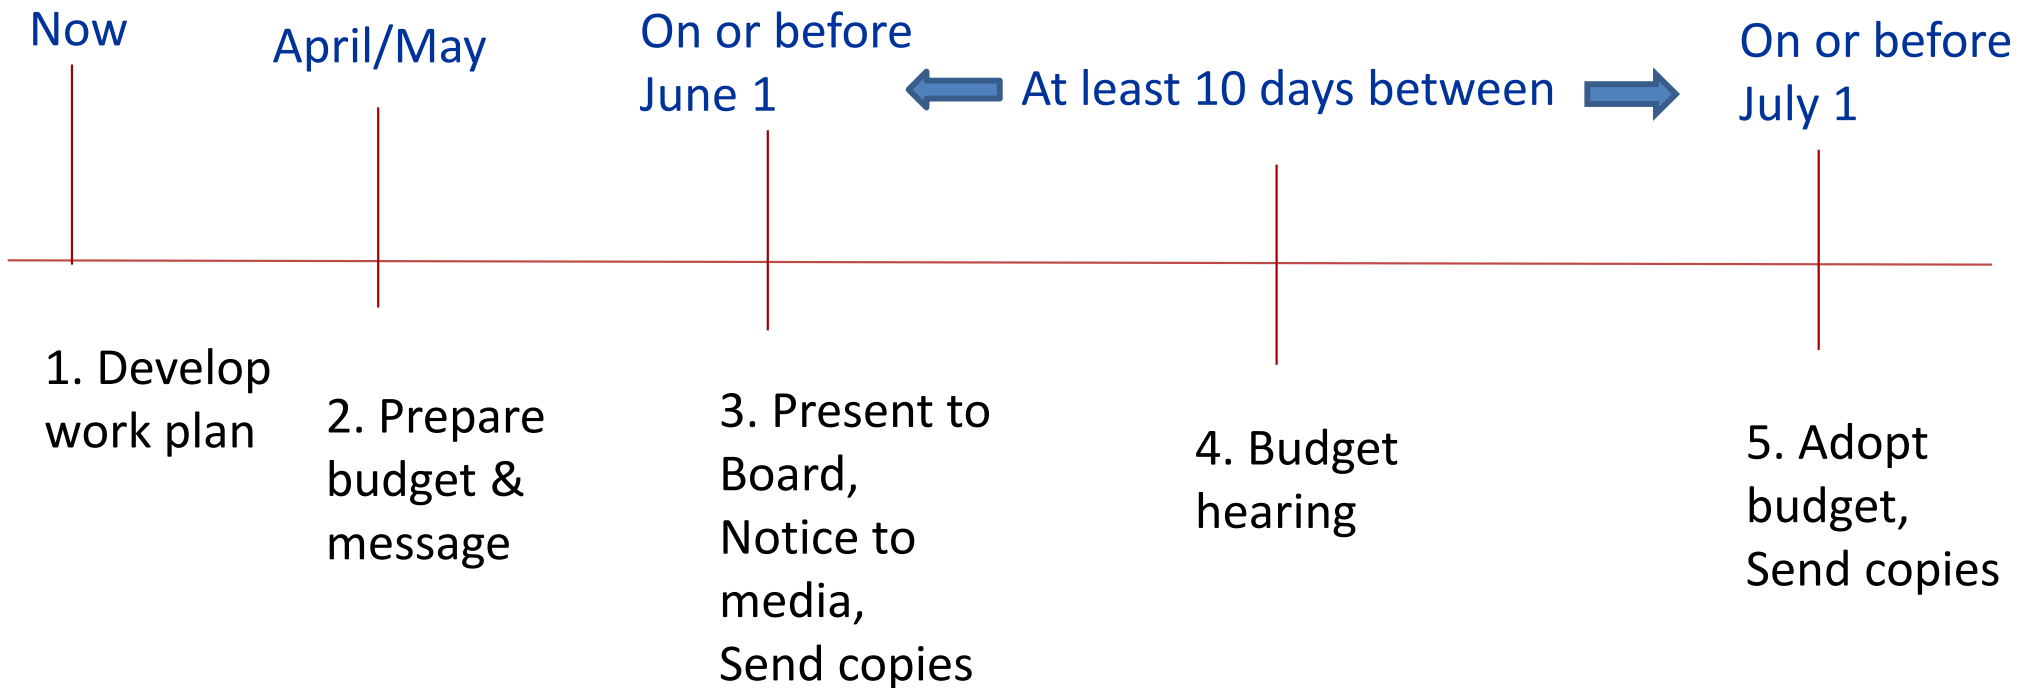 Now
April/May
On or before
June 1
At least 10 days between
On or before
July 1
1. Develop
work plan
2. Prepare
budget &
message
3. Present to
Board,
Notice to
media,
Send copies
4. Budget
hearing
5. Adopt
budget,
Send copies